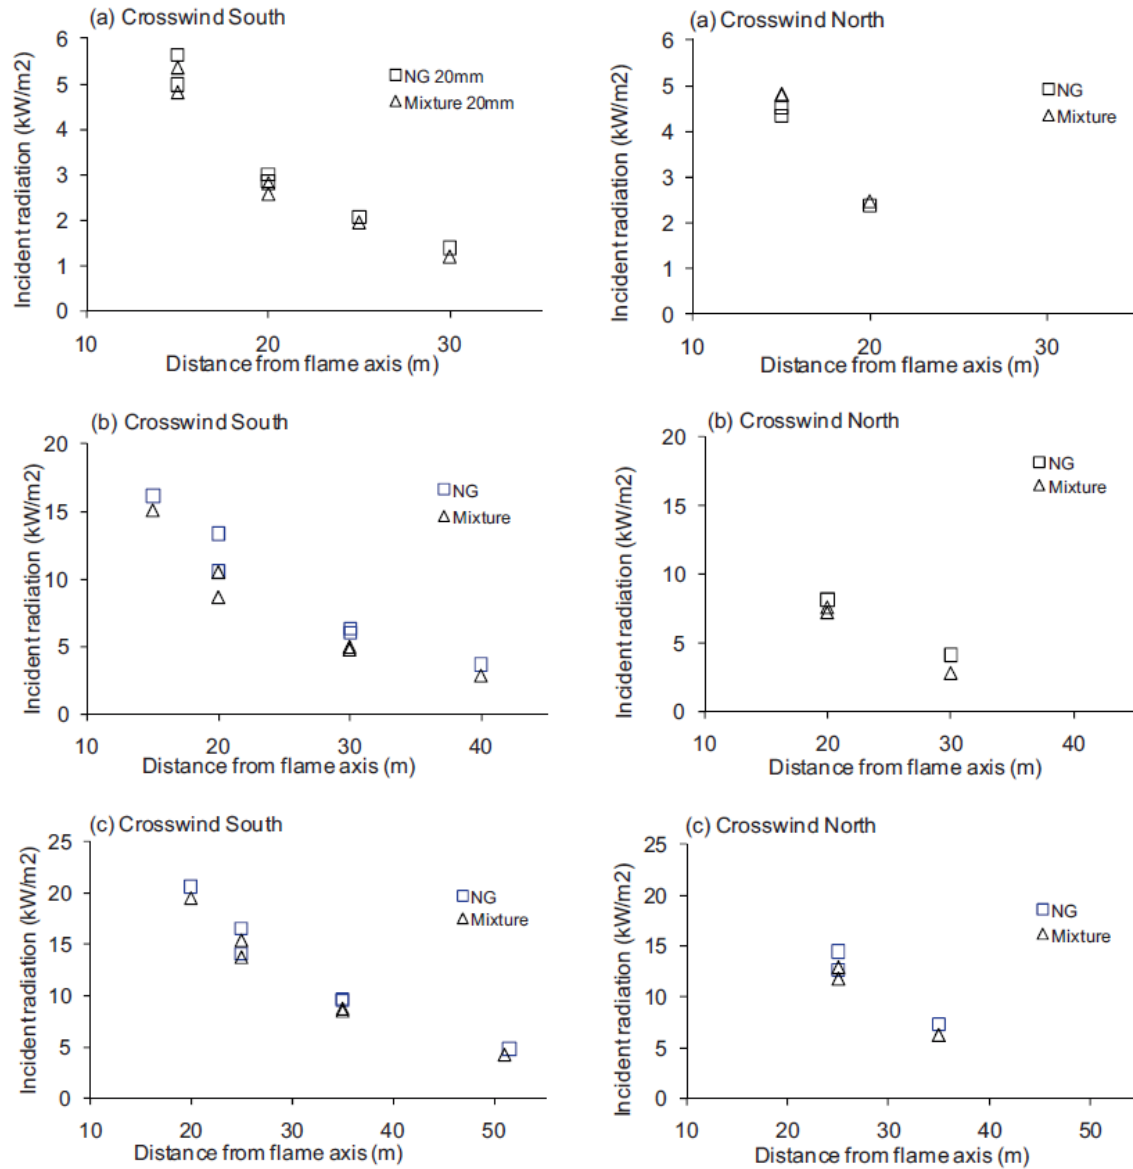 (a) Crosswind South
Incident radiation (kW/m2)
6
5
4
3
2
1
0
NG 20mm
Mixture 20mm
10 20 30
Distance from flame axis (m)
(a) Crosswind North
Incident radiation (kW/m2)
6
5
4
3
2
1
0
NG
Mixture
10 20 30
Distance from flame axis (m)
(b) Crosswind South
Incident radiation (kW/m2)
20
15
10
5
0
NG
Mixture
10 20 30 40
Distance from flame axis (m)
(b) Crosswind North
Incident radiation (kW/m2)
20
15
10
5
0
NG
Mixture
10 20 30 40
Distance from flame axis (m)
(c) Crosswind South
Incident radiation (kW/m2)
25
20
15
10
5
0
NG
Mixture
10 20 30 40 50
Distance from flame axis (m)
(c) Crosswind North
Incident radiation (kW/m2)
25
20
15
10
5
0
NG
Mixture
10 20 30 40 50
Distance from flame axis (m)